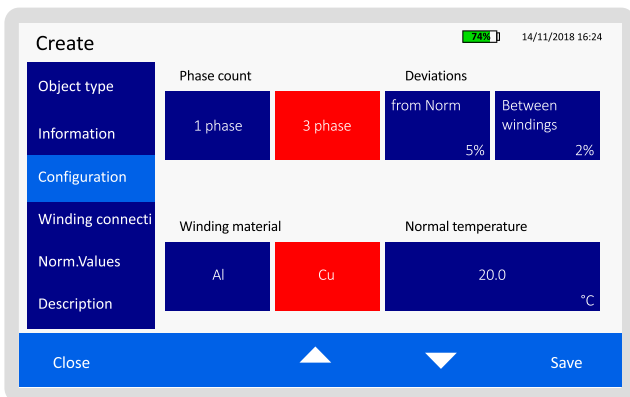 Create
74%
14/11/2018 16:24
Object type
Information
Configuration
Winding connecti
Norm.Values
Description
Phase count
1 phase
3 phase
Deviations
from Norm
5%
Between
windings
2%
Winding material
Al
Cu
Normal temperature
20.0
°C
Close
Save